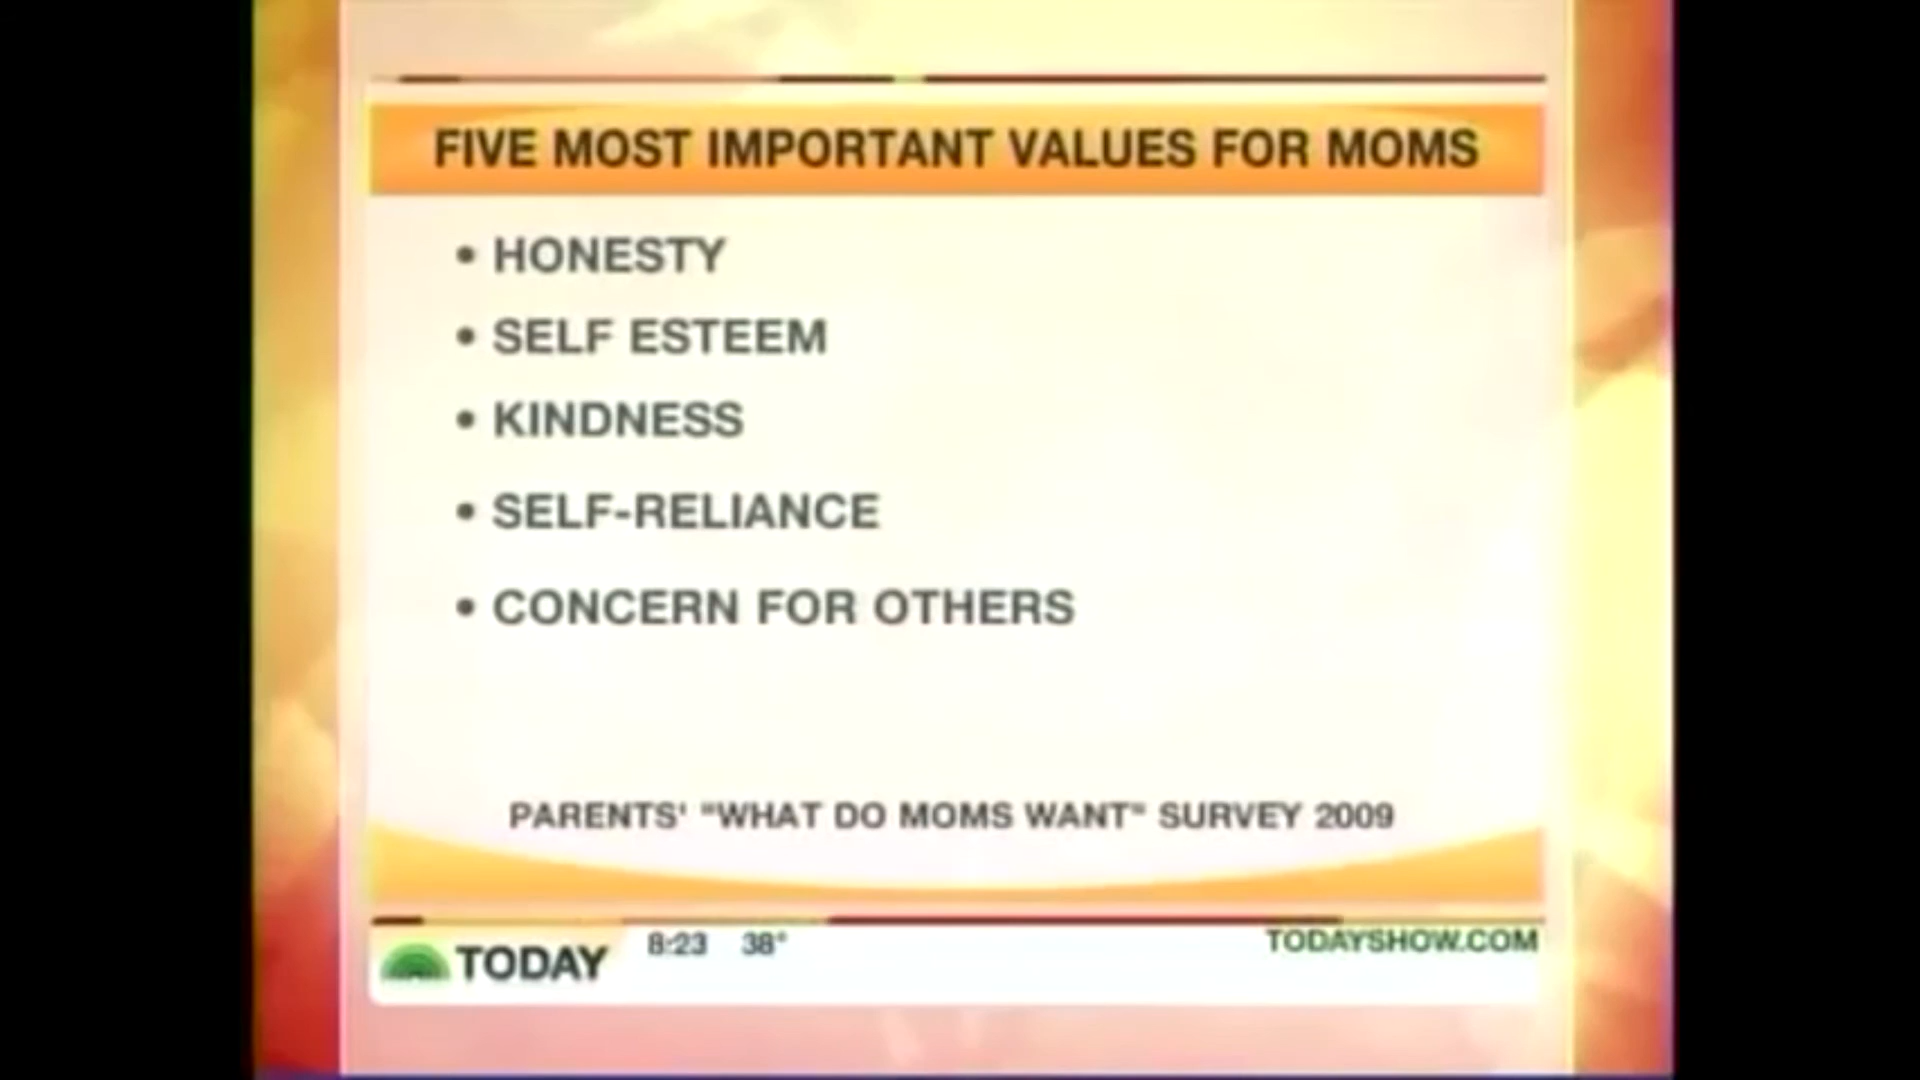 FIVE MOST IMPORTANT VALUES FOR MOMS
• HONESTY
• SELF ESTEEM
• KINDNESS
• SELF-RELIANCE
• CONCERN FOR OTHERS
PARENTS' "WHAT DO MOMS WANT" SURVEY 2009
TODAY 8:23 38° TODAYSHOW.COM